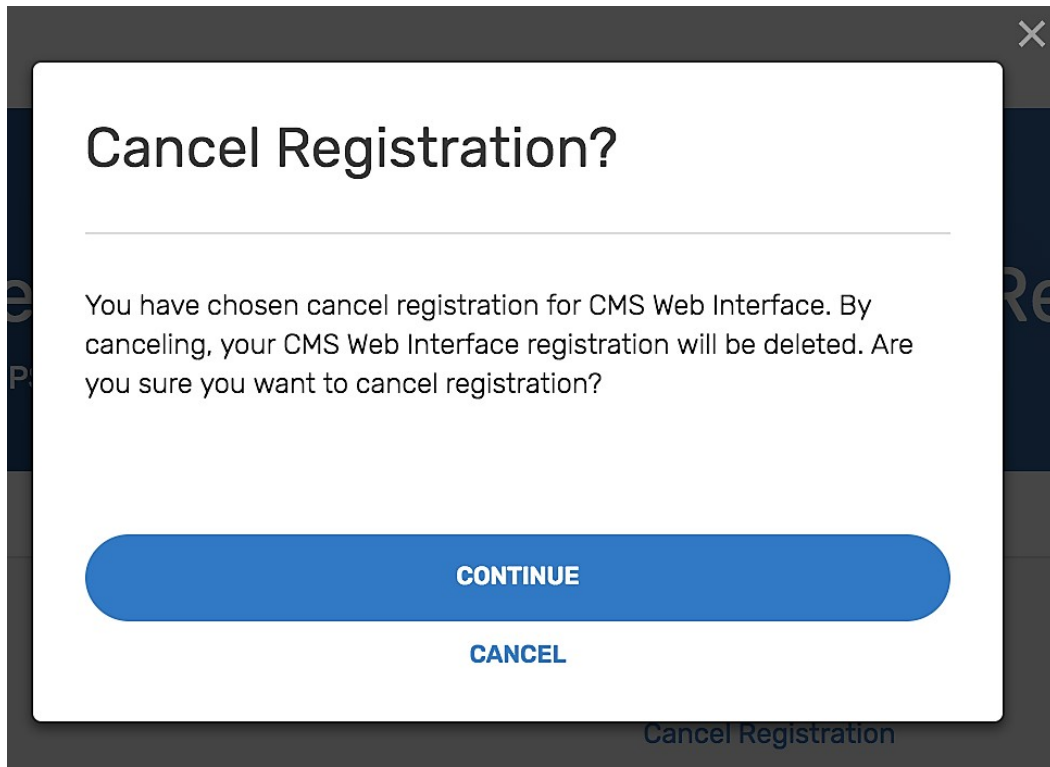 Cancel Registration?
You have chosen cancel registration for CMS Web Interface. By
canceling, your CMS Web Interface registration will be deleted. Are
you sure you want to cancel registration?
CONTINUE
CANCEL
Cancel Registration